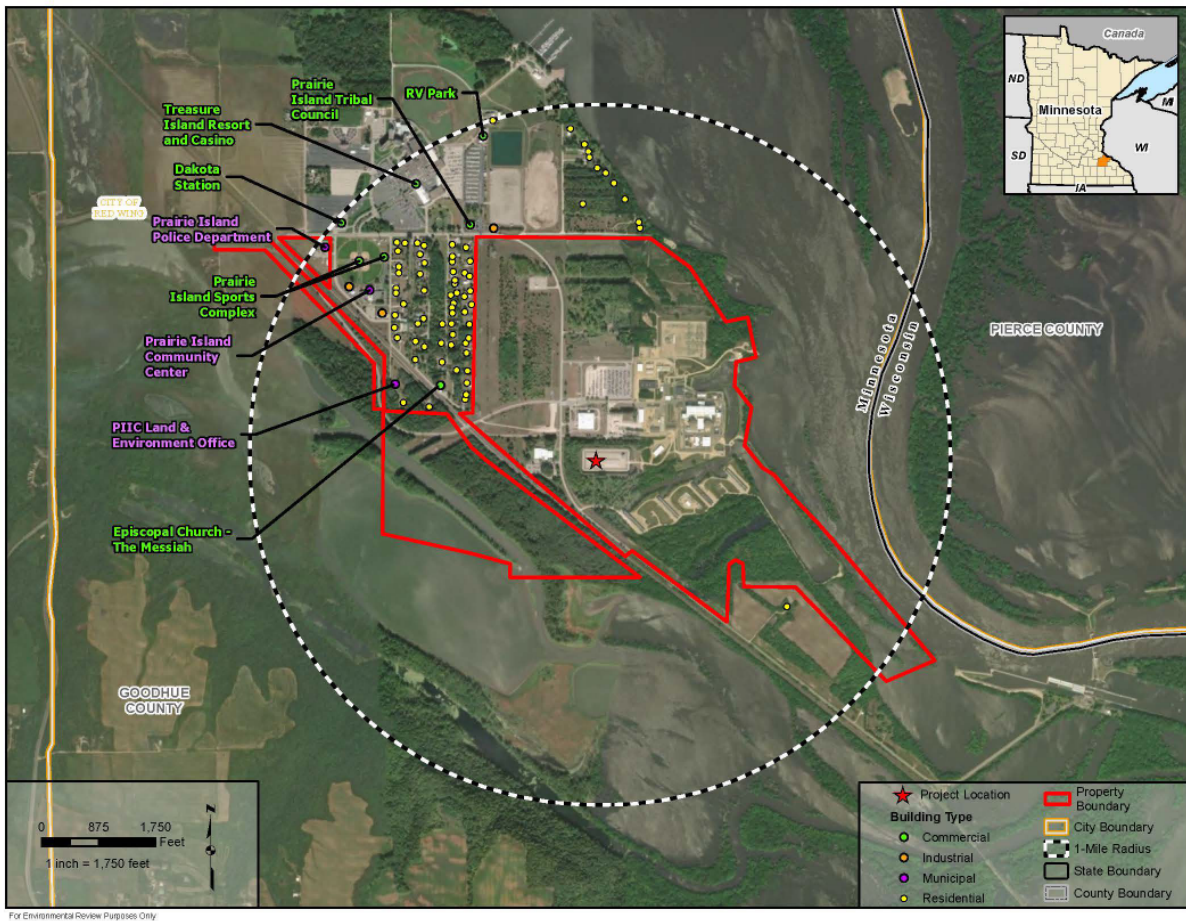 Canada
ND
MI
Minnesota
SD
WI
IA
Prairie
Island Tribal
Council
RV Park
Treasure
Island Resort
and Casino
Dakota
Station
CITY OF
RED WING
Prairie Island
Police Department
Prairie
Island Sports
Complex
Prairie Island
Community
Center
PIIC Land &
Environment Office
Episcopal Church -
The Messiah
Minnesota
Wisconsin
PIERCE COUNTY
GOODHUE
COUNTY
N
0 875 1,750
Feet
1 inch = 1,750 feet
Project Location
Building Type
Commercial
Industrial
Municipal
Residential
Property
Boundary
City Boundary
1-Mile Radius
State Boundary
County Boundary
For Environmental Review Purposes Only